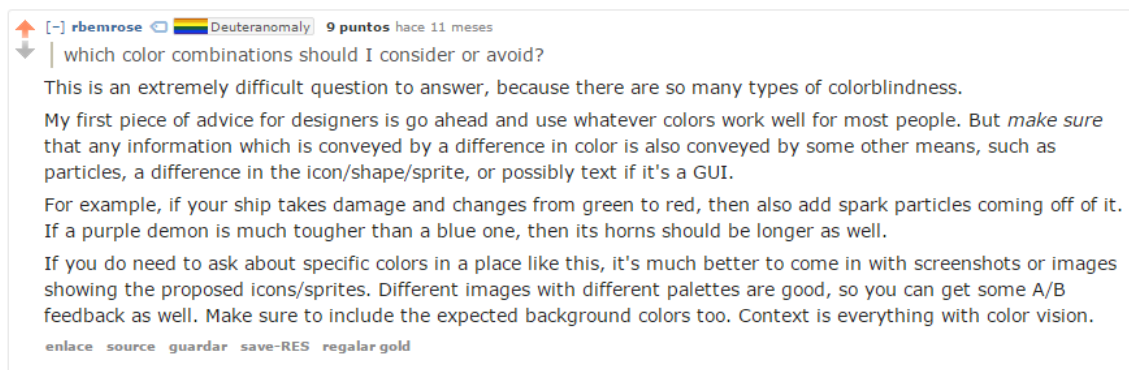 [-] rbemrose Deuteranomaly 9 puntos hace 11 meses
which color combinations should I consider or avoid?
This is an extremely difficult question to answer, because there are so many types of colorblindness.
My first piece of advice for designers is go ahead and use whatever colors work well for most people. But make sure
that any information which is conveyed by a difference in color is also conveyed by some other means, such as
particles, a difference in the icon/shape/sprite, or possibly text if it's a GUI.
For example, if your ship takes damage and changes from green to red, then also add spark particles coming off of it.
If a purple demon is much tougher than a blue one, then its horns should be longer as well.
If you do need to ask about specific colors in a place like this, it's much better to come in with screenshots or images
showing the proposed icons/sprites. Different images with different palettes are good, so you can get some A/B
feedback as well. Make sure to include the expected background colors too. Context is everything with color vision.
enlace source guardar save-RES regalar gold